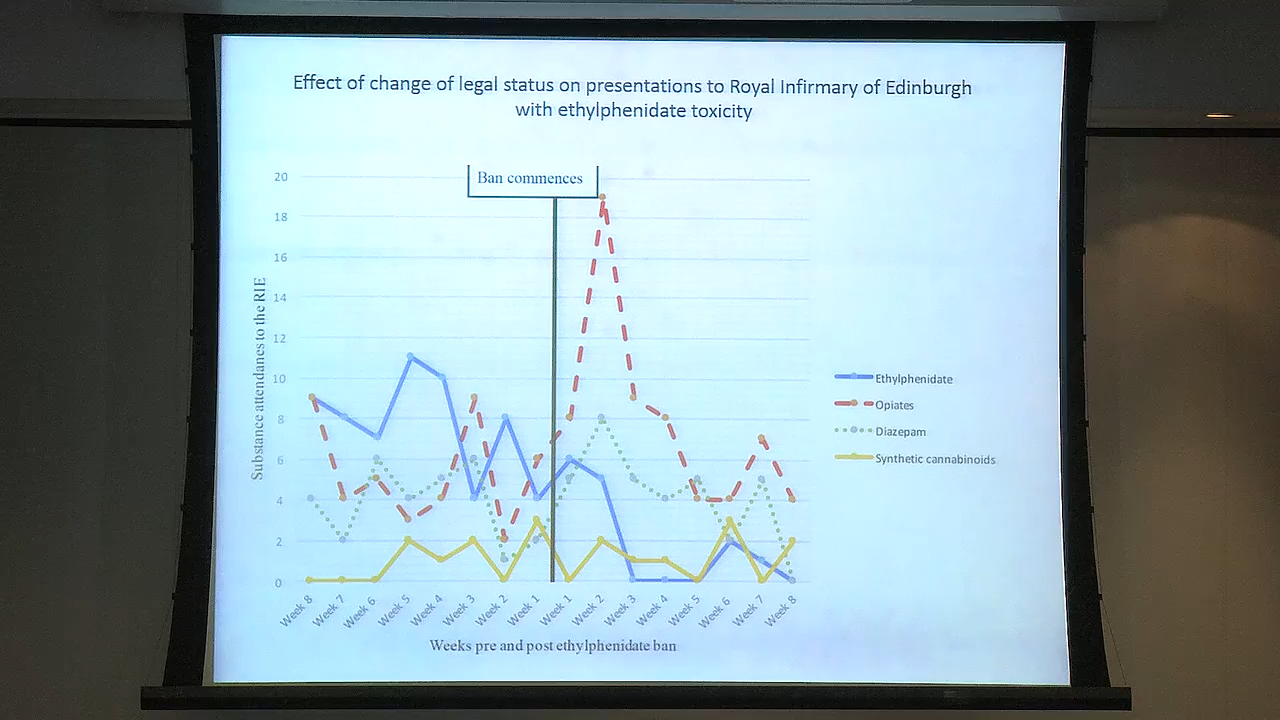 Effect of change of legal status on presentations to Royal Infirmary of Edinburgh
with ethylphenidate toxicity
Ban commences
20
18
16
14
12
10
8
6
4
2
0
Substance attendanes to the RIE
Week 8
Week 7
Week 6
Week 5
Week 4
Week 3
Week 2
Week 1
Week 1
Week 2
Week 3
Week 4
Week 5
Week 6
Week 7
Week 8
Weeks pre and post ethylphenidate ban
Ethylphenidate
Opiates
Diazepam
Synthetic cannabinoids